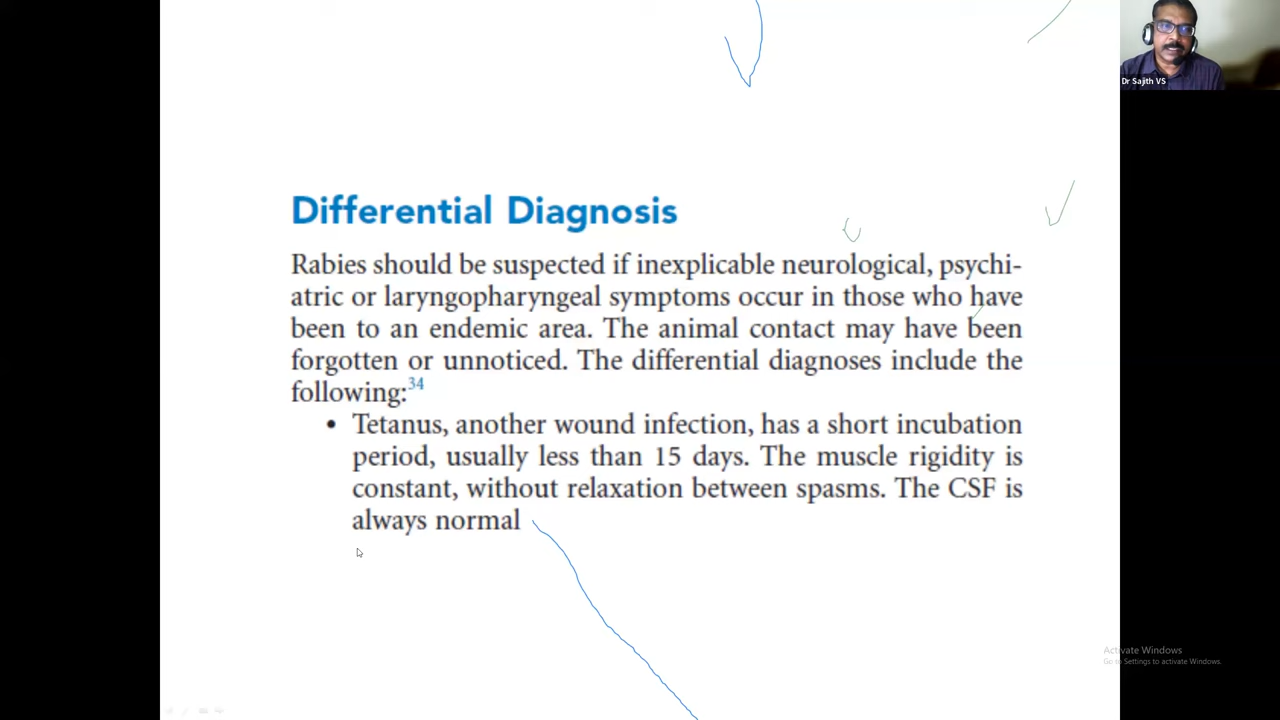 Dr Sajith VS
Differential Diagnosis
Rabies should be suspected if inexplicable neurological, psychi-
atric or laryngopharyngeal symptoms occur in those who have
been to an endemic area. The animal contact may have been
forgotten or unnoticed. The differential diagnoses include the
following:34
• Tetanus, another wound infection, has a short incubation
period, usually less than 15 days. The muscle rigidity is
constant, without relaxation between spasms. The CSF is
always normal
Activate Windows
Go to Settings to activate Windows.